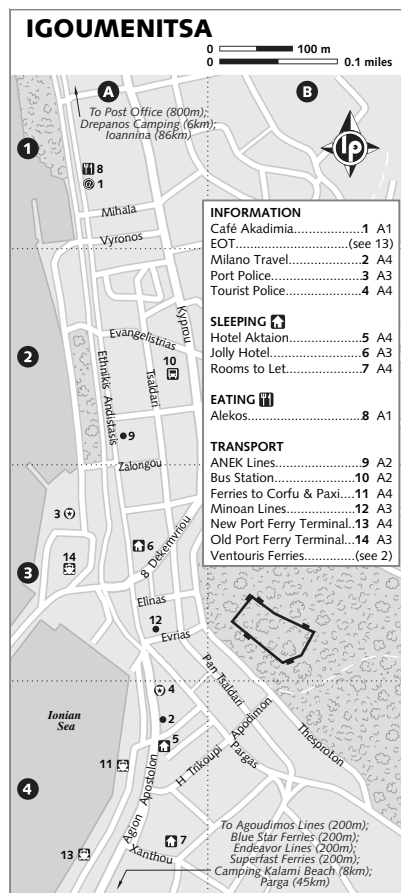 IGOUMENITSA
0 100 m
0 0.1 miles
A
B
To Post Office (800m);
Drepanos Camping (6km);
Ioannina (86km)
lp
1
8
1
Mihala
Vyronos
INFORMATION
Café Akadimia...............1 A1
EOT..........................(see 13)
Milano Travel................2 A4
Port Police....................3 A3
Tourist Police................4 A4
SLEEPING
Hotel Aktaion...............5 A4
Jolly Hotel....................6 A3
Rooms to Let................7 A4
EATING
Alekos..........................8 A1
TRANSPORT
ANEK Lines...................9 A2
Bus Station..................10 A2
Ferries to Corfu & Paxi....11 A4
Minoan Lines...............12 A3
New Port Ferry Terminal..13 A4
Old Port Ferry Terminal...14 A3
Ventouris Ferries............(see 2)
Kyprou
2
Evangelistrias
10
Ethnikis Andistasis
Tsaldari
9
Zalongou
3
14
3
6
8 Dekemvriou
Elinas
12
Evrias
Pan Tsaldari
4
2
5
Ionian
Sea
11
Agion Apostolon
H Trikoupi
Apodimon
Pargas
Thesproton
4
13
7
Xanthou
To Agoudimos Lines (200m);
Blue Star Ferries (200m);
Endeavor Lines (200m);
Superfast Ferries (200m);
Camping Kalami Beach (8km);
Parga (45km)